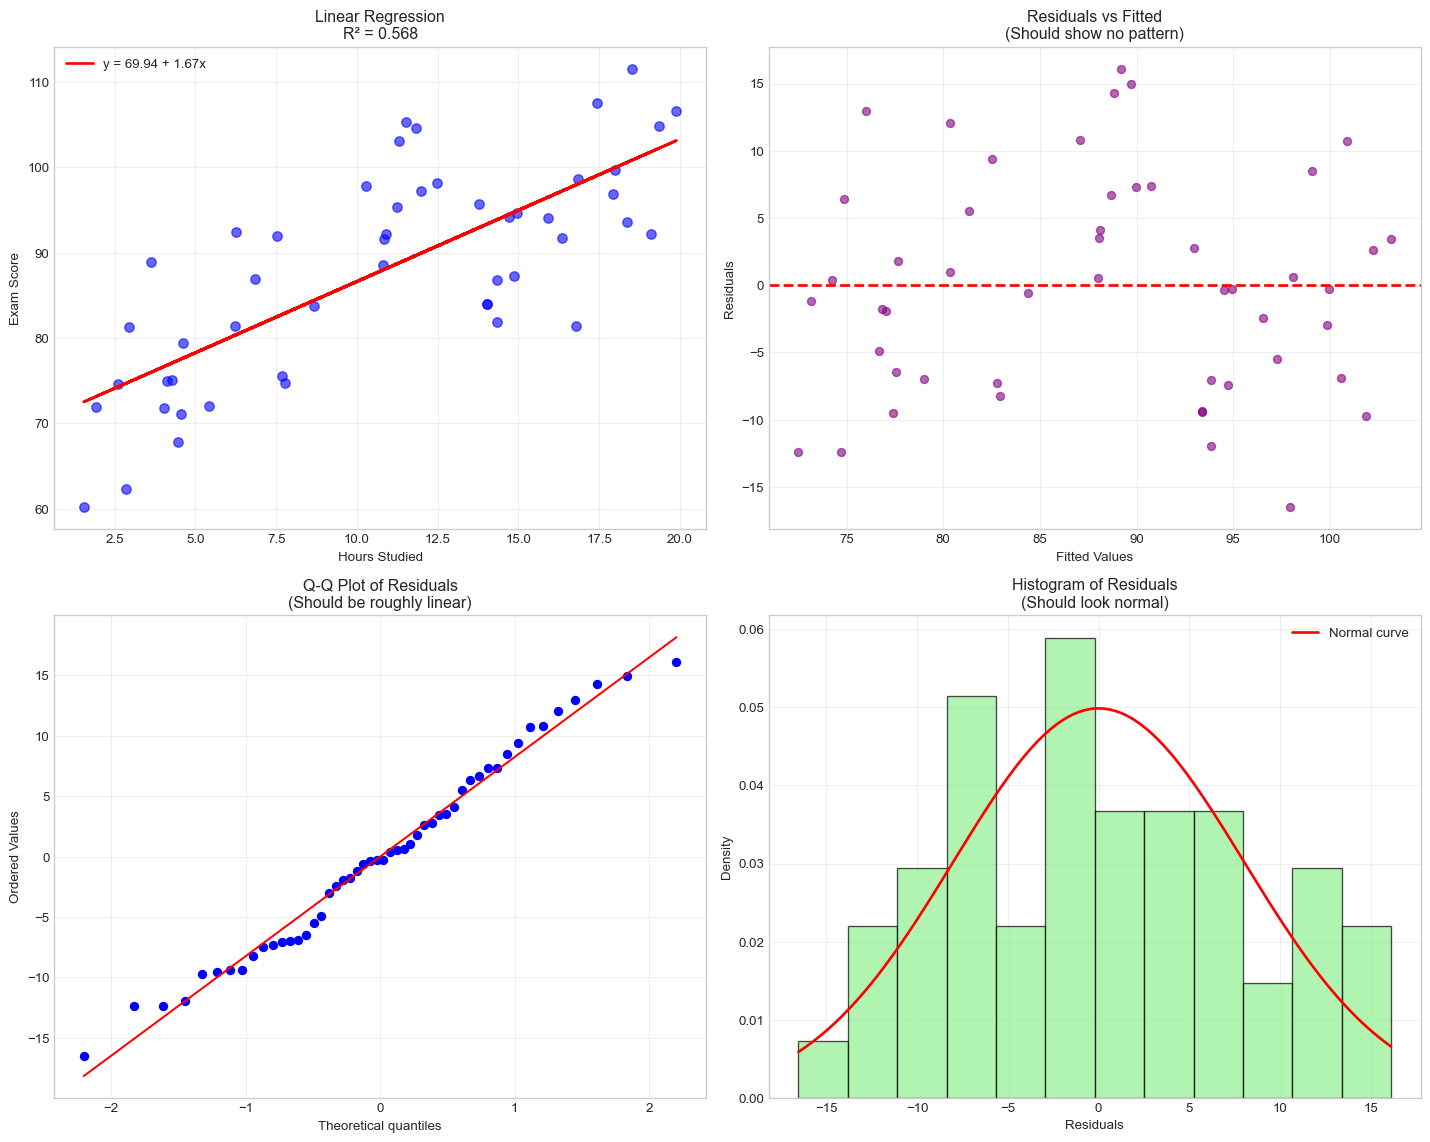 Linear Regression
R² = 0.568
y = 69.94 + 1.67x
110
100
90
80
70
60
Exam Score
2.5 5.0 7.5 10.0 12.5 15.0 17.5 20.0
Hours Studied
Residuals vs Fitted
(Should show no pattern)
15
10
5
0
−5
−10
−15
Residuals
75 80 85 90 95 100
Fitted Values
Q-Q Plot of Residuals
(Should be roughly linear)
15
10
5
0
−5
−10
−15
Ordered Values
−2 −1 0 1 2
Theoretical quantiles
Histogram of Residuals
(Should look normal)
Normal curve
0.06
0.05
0.04
0.03
0.02
0.01
0.00
Density
−15 −10 −5 0 5 10 15
Residuals